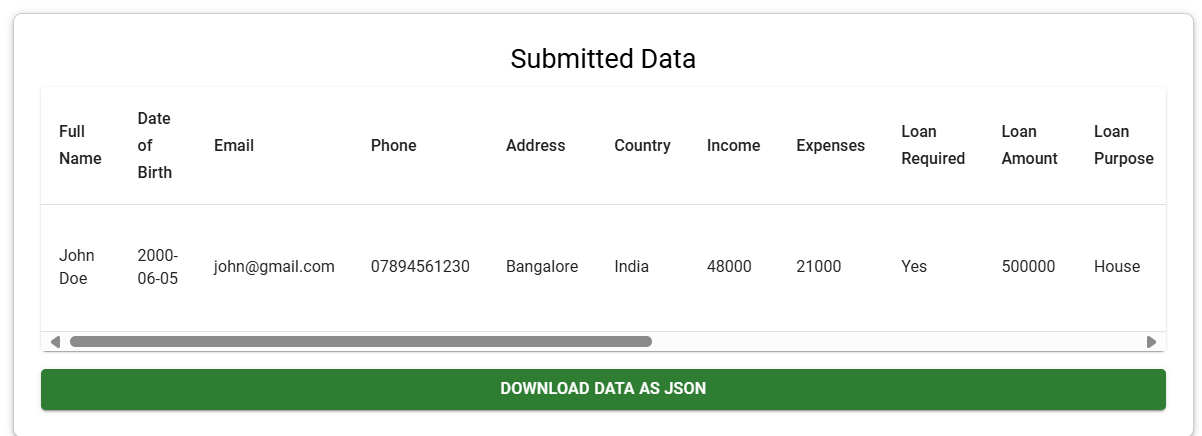 Submitted Data
Full Name Date of Birth Email Phone Address Country Income Expenses Loan Required Loan Amount Loan Purpose
John Doe 2000-06-05 john@gmail.com 07894561230 Bangalore India 48000 21000 Yes 500000 House
DOWNLOAD DATA AS JSON